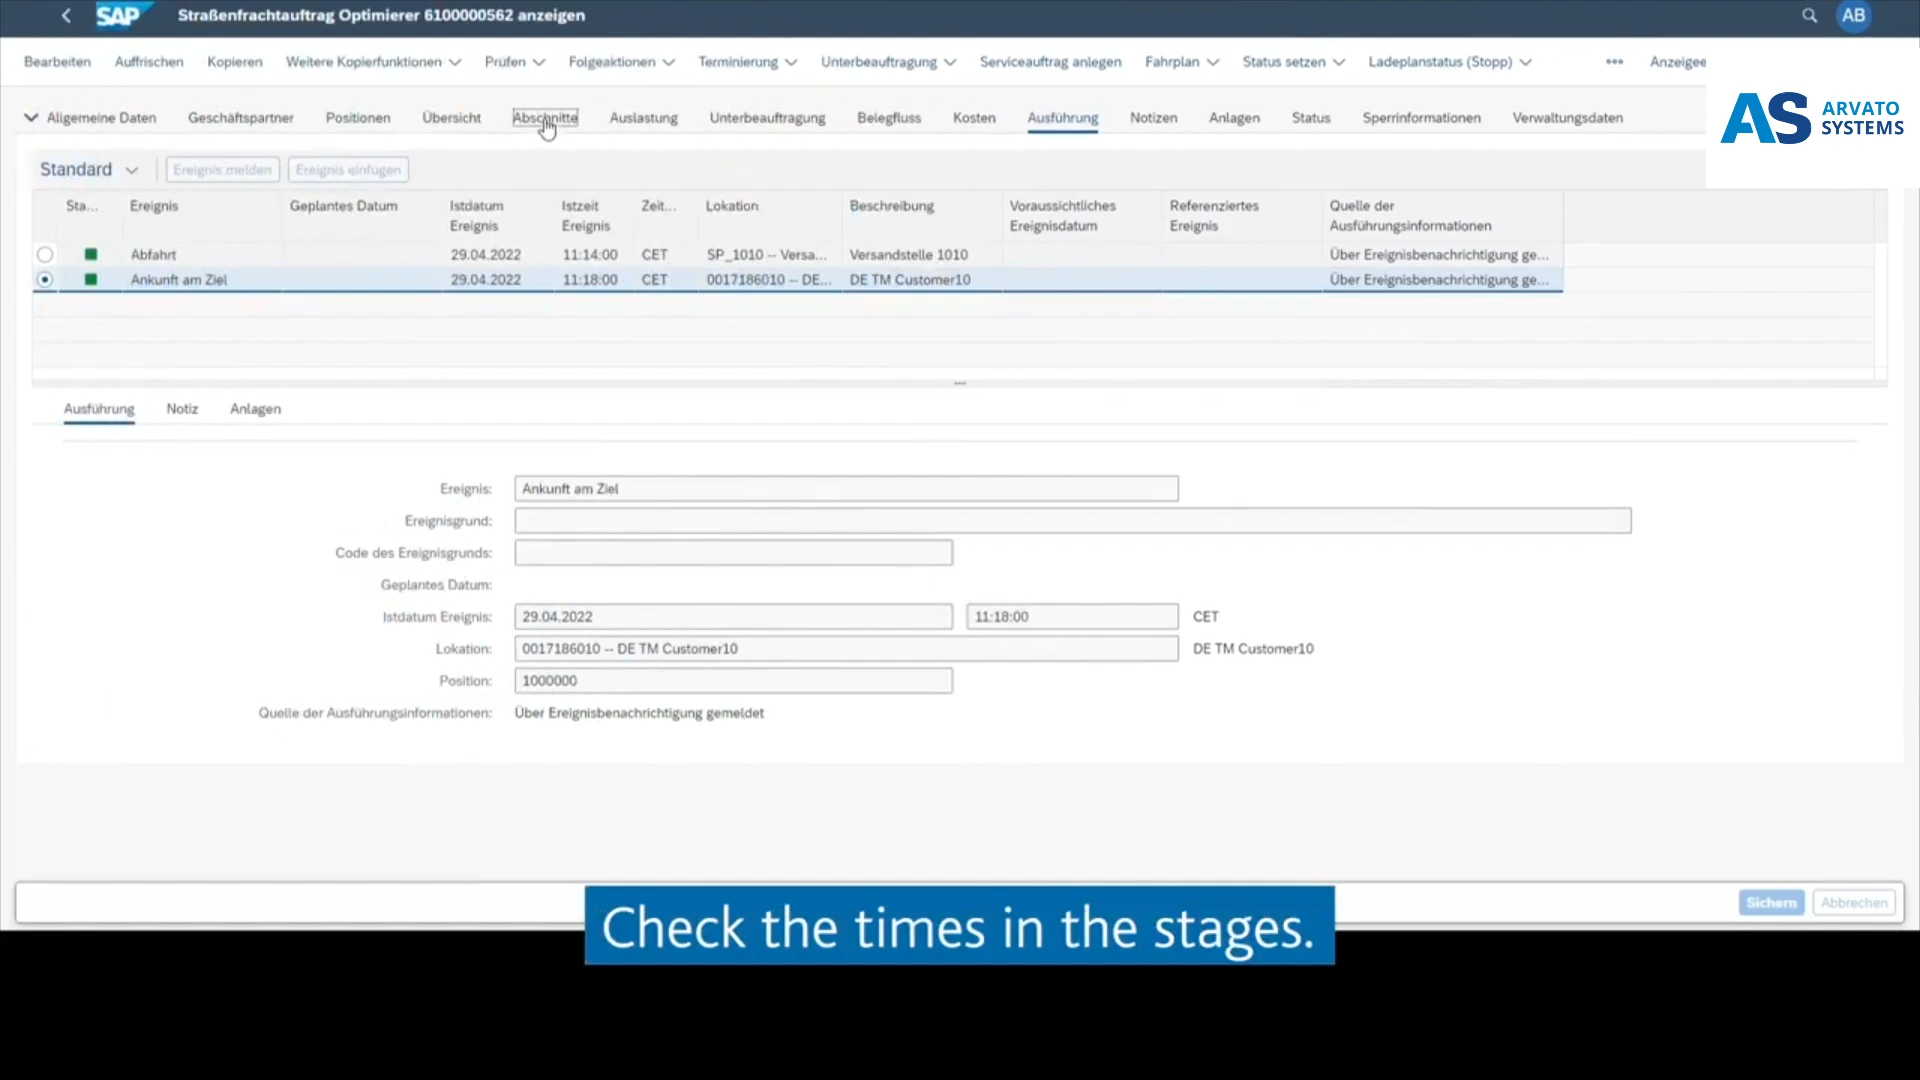 SAP Straßenfrachtauftrag Optimierer 6100000562 anzeigen AB
Bearbeiten Auffrischen Kopieren Weitere Kopierfunktionen Prüfen Folgeaktionen Terminierung Unterbeauftragung Serviceauftrag anlegen Fahrplan Status setzen Ladeplanstatus (Stopp) Anzeigee
ARVATO
SYSTEMS
Allgemeine Daten Geschäftspartner Positionen Übersicht Abschnitte Auslastung Unterbeauftragung Belegfluss Kosten Ausführung Notizen Anlagen Status Sperrinformationen Verwaltungsdaten
Standard Ereignis melden Ereignis einfügen
Sta... Ereignis Geplantes Datum Istdatum Ereignis Istzeit Ereignis Zeit... Lokation Beschreibung Voraussichtliches Ereignisdatum Referenziertes Ereignis Quelle der Ausführungsinformationen
Abfahrt 29.04.2022 11:14:00 CET SP_1010 -- Versa... Versandstelle 1010 Über Ereignisbenachrichtigung ge...
Ankunft am Ziel 29.04.2022 11:18:00 CET 0017186010 -- DE... DE TM Customer10 Über Ereignisbenachrichtigung ge...
Ausführung Notiz Anlagen
Ereignis: Ankunft am Ziel
Ereignisgrund:
Code des Ereignisgrunds:
Geplantes Datum:
Istdatum Ereignis: 29.04.2022 11:18:00 CET
Lokation: 0017186010 -- DE TM Customer10 DE TM Customer10
Position: 1000000
Quelle der Ausführungsinformationen: Über Ereignisbenachrichtigung gemeldet
Sichern Abbrechen
Check the times in the stages.